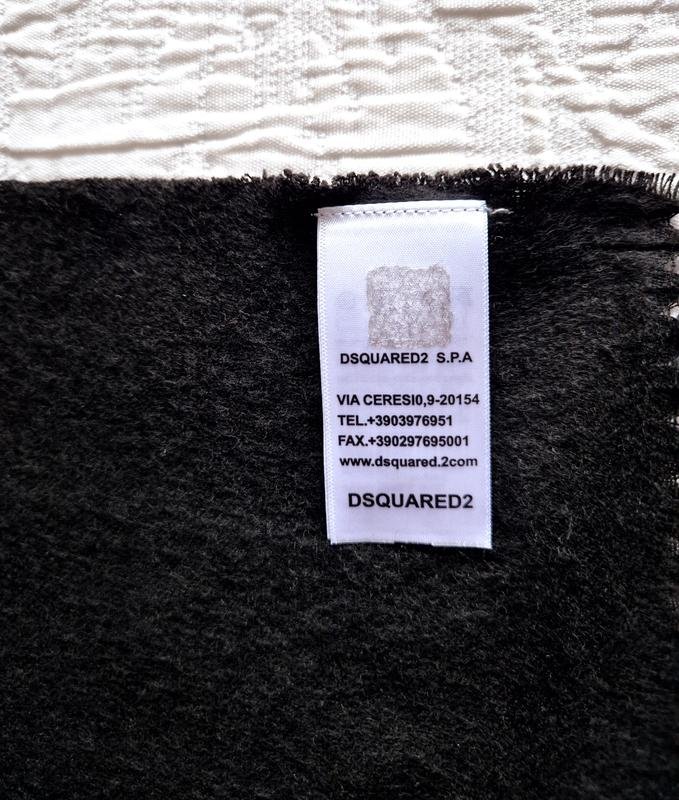 DSQUARED2 S.P.A
VIA CERESI0,9-20154
TEL.+3903976951
FAX.+390297695001
www.dsquared.2com
DSQUARED2